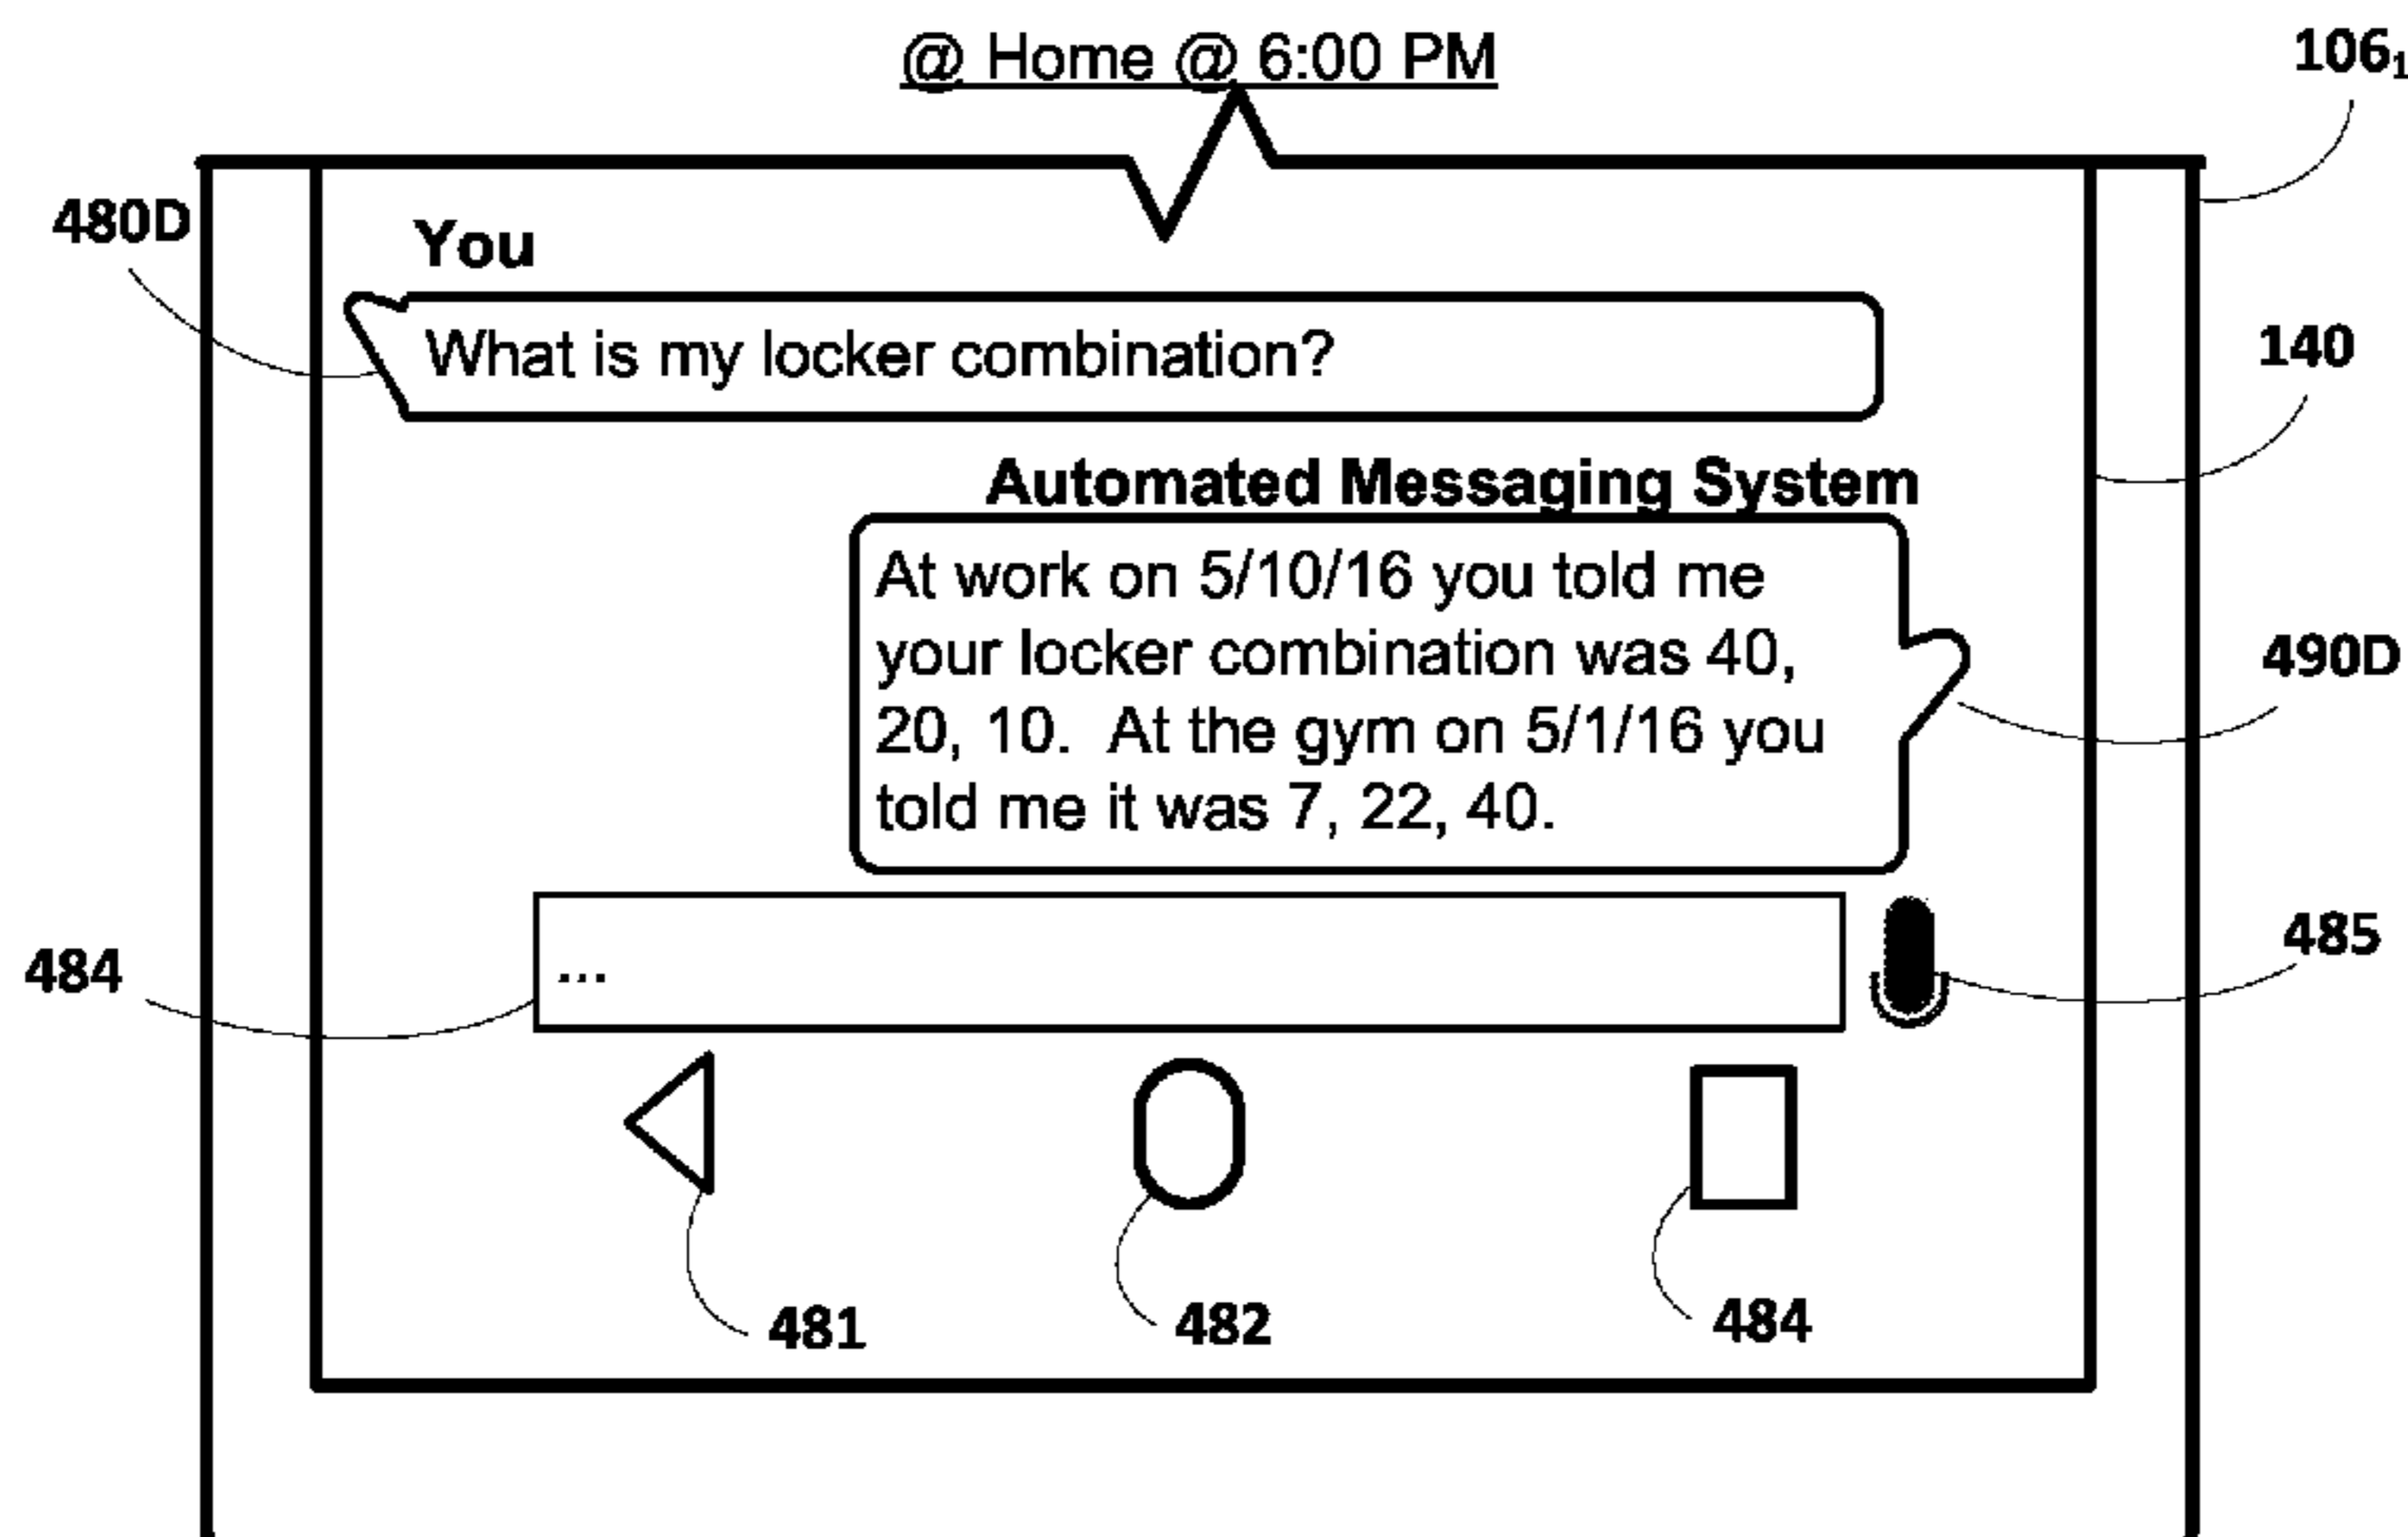 @ Home @ 6:00 PM
106₁
480D
You
What is my locker combination?
140
Automated Messaging System
At work on 5/10/16 you told me
your locker combination was 40,
20, 10. At the gym on 5/1/16 you
told me it was 7, 22, 40.
490D
484
...
485
481
482
484